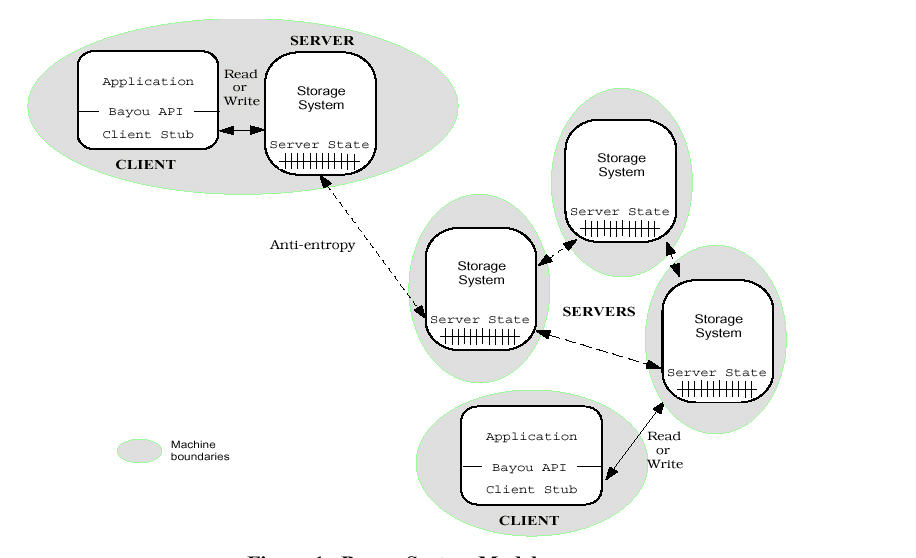 SERVER
Application
Bayou API
Client Stub
CLIENT
Read
or
Write
Storage
System
Server State
Anti-entropy
Storage
System
Server State
Storage
System
Server State
SERVERS
Storage
System
Server State
Machine
boundaries
Application
Bayou API
Client Stub
CLIENT
Read
or
Write